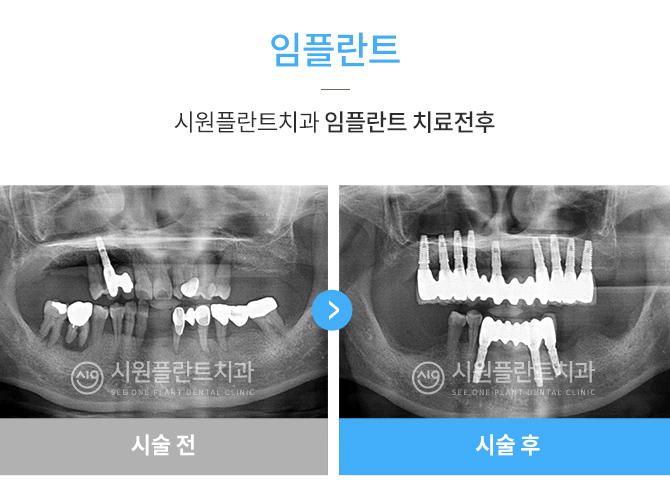 임플란트
시원플란트치과 임플란트 치료전후
시원플란트치과
SEE ONE PLANT DENTAL CLINIC
시원플란트치과
SEE ONE PLANT DENTAL CLINIC
시술 전
시술 후